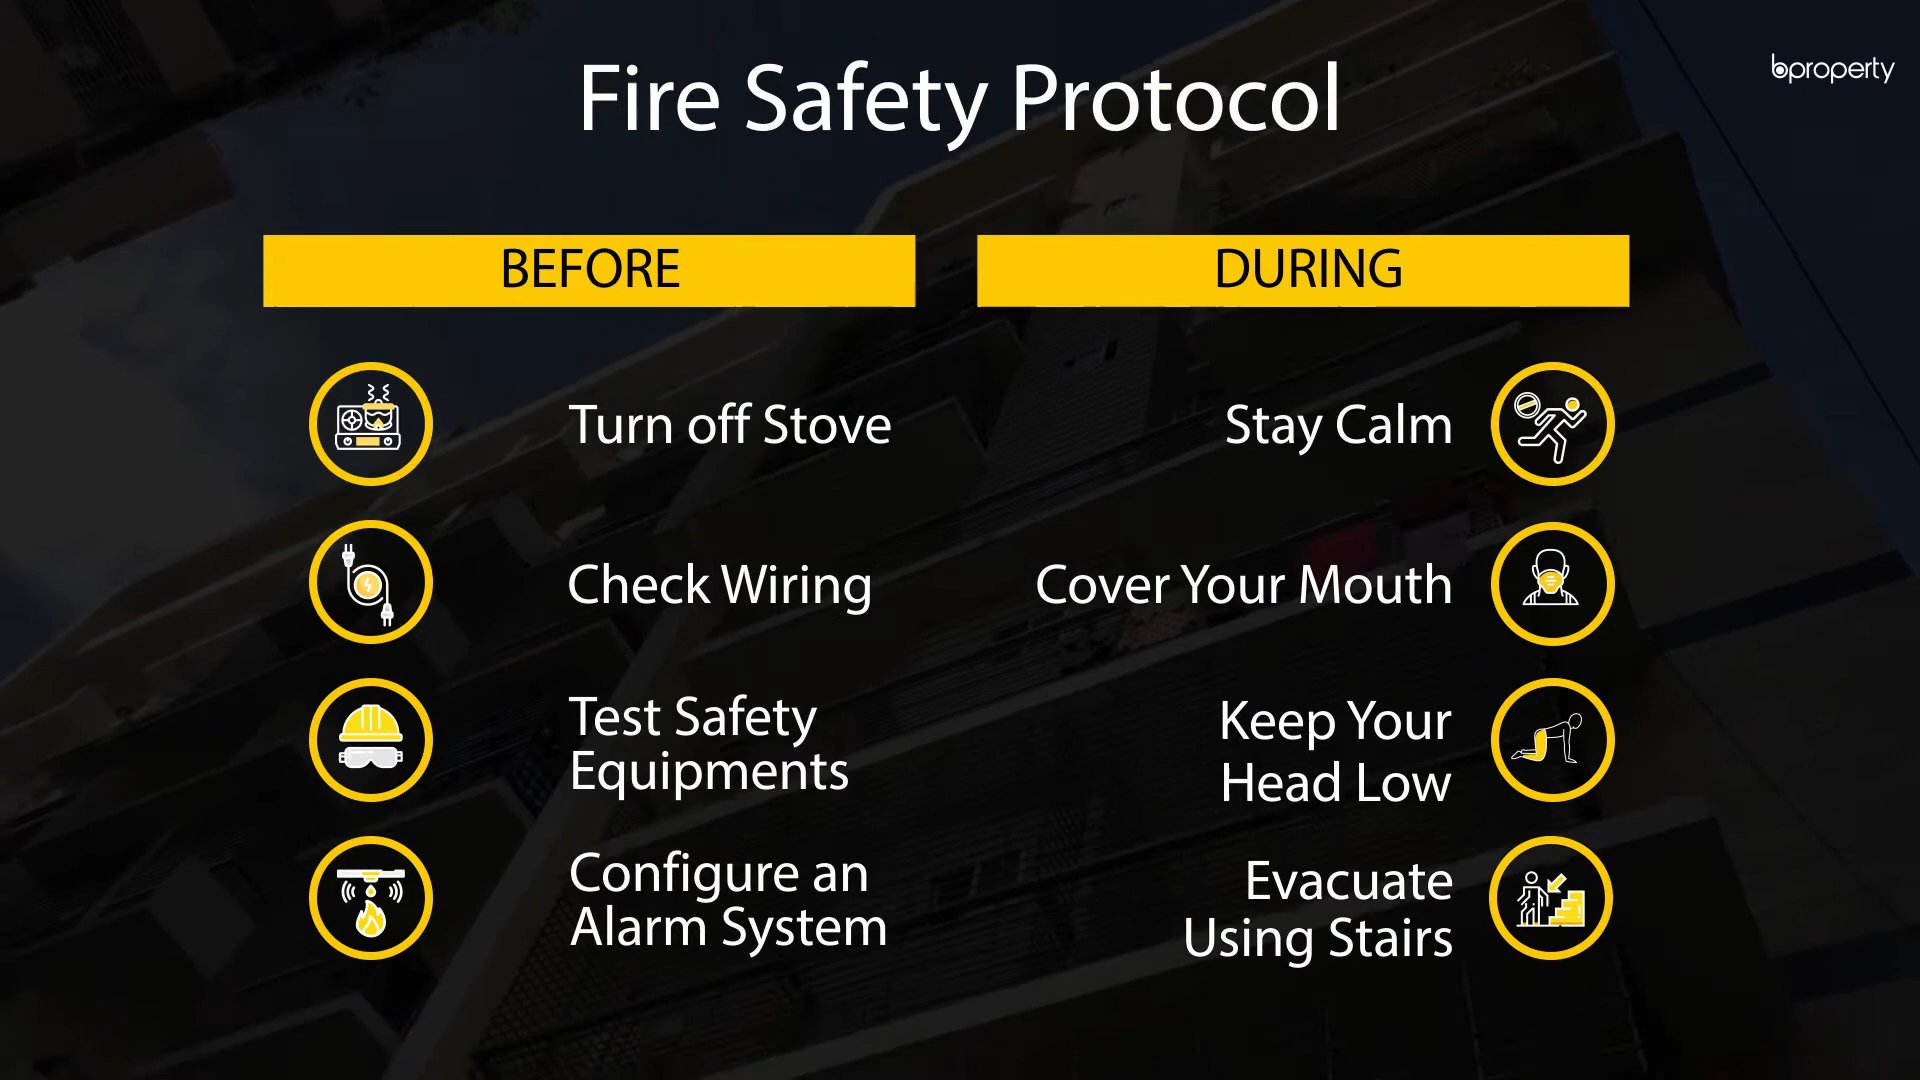 Fire Safety Protocol
bproperty
BEFORE
Turn off Stove
Check Wiring
Test Safety
Equipments
Configure an
Alarm System
DURING
Stay Calm
Cover Your Mouth
Keep Your
Head Low
Evacuate
Using Stairs